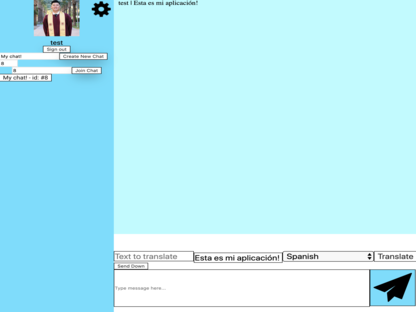 test | Esta es mi aplicación!
test
Sign out
My chat!
Create New Chat
8
8
Join Chat
My chat! - id: #8
Text to translate
Esta es mi aplicación!
Spanish
Translate
Send Down
Type message here...